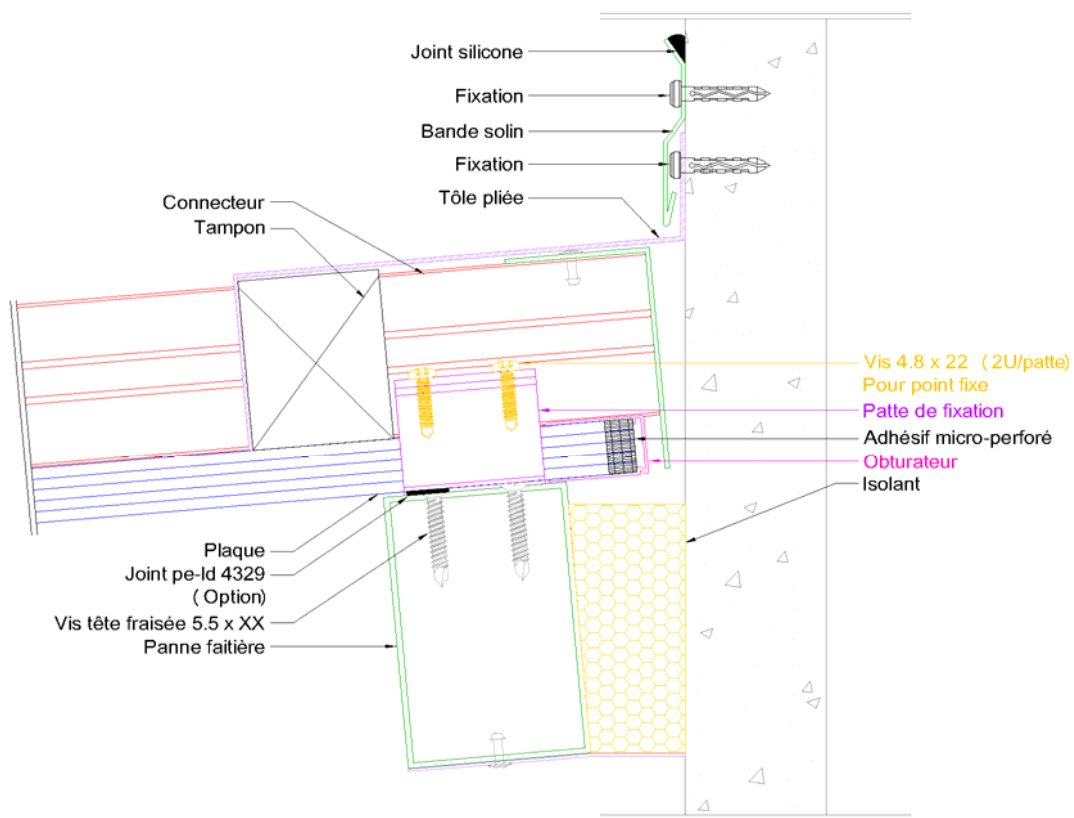 Joint silicone
Fixation
Bande solin
Fixation
Tôle pliée
Connecteur
Tampon
Vis 4.8 x 22 (2U/patte)
Pour point fixe
Patte de fixation
Adhésif micro-perforé
Obturateur
Isolant
Plaque
Joint pe-ld 4329
(Option)
Vis tête fraisée 5.5 x XX
Panne faitière